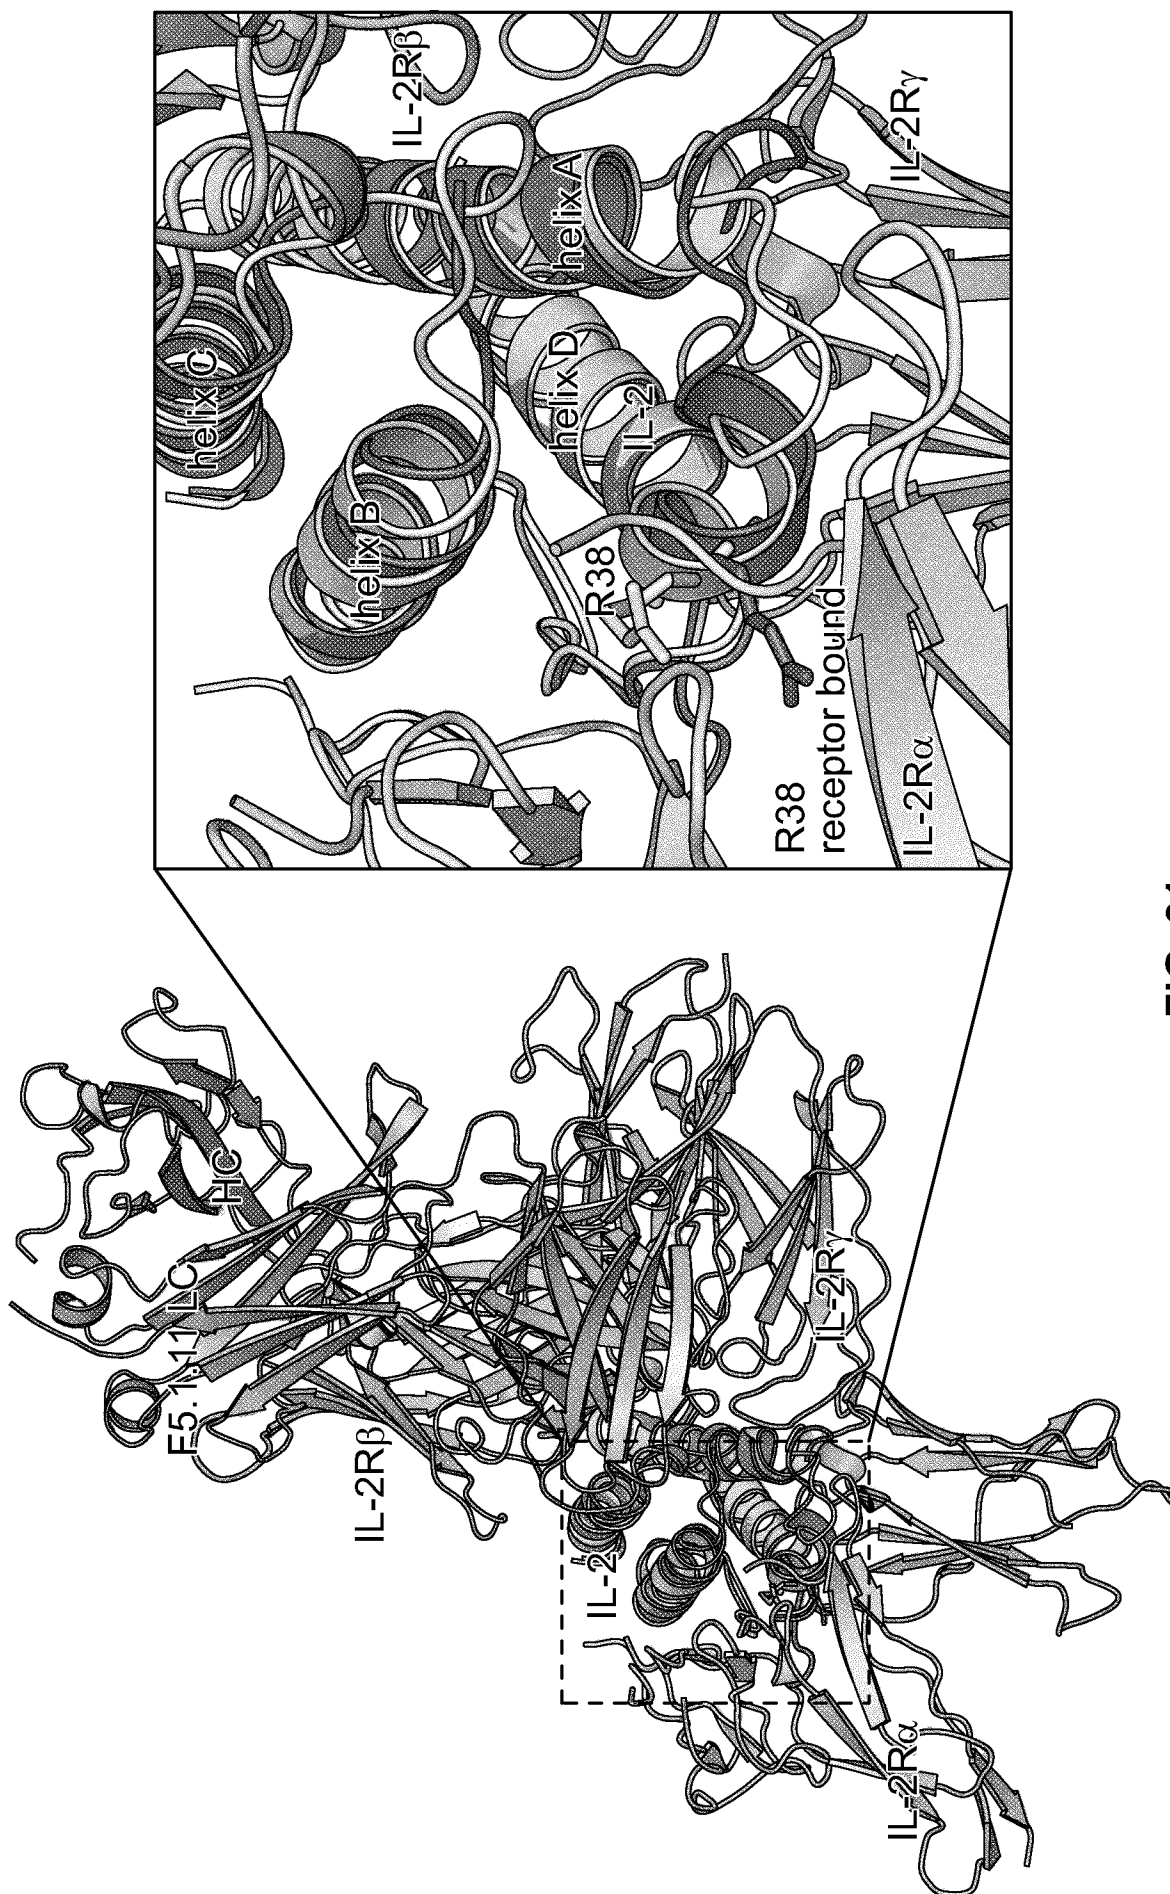 IL-2Rβ
IL-2Rγ
helix A
helix C
helix D
IL-2
helix B
R38
R38
receptor bound
IL-2Rα
HC
F5.1:11 LC
IL-2Rβ
IL-2Rγ
IL-2
IL-2Rα